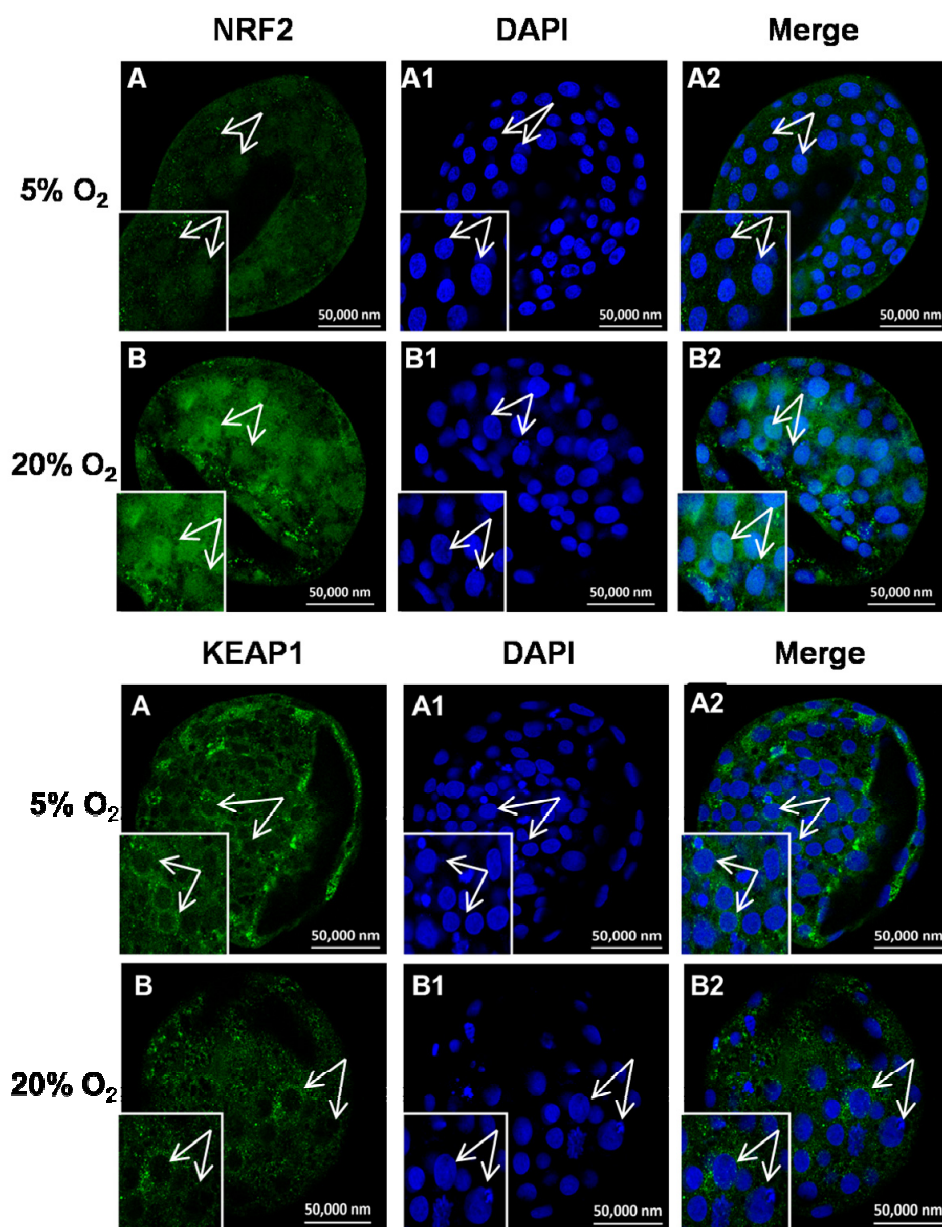 NRF2 DAPI Merge
A A1 A2
5% O₂
50,000 nm 50,000 nm 50,000 nm
B B1 B2
20% O₂
50,000 nm 50,000 nm 50,000 nm
KEAP1 DAPI Merge
A A1 A2
5% O₂
50,000 nm 50,000 nm 50,000 nm
B B1 B2
20% O₂
50,000 nm 50,000 nm 50,000 nm